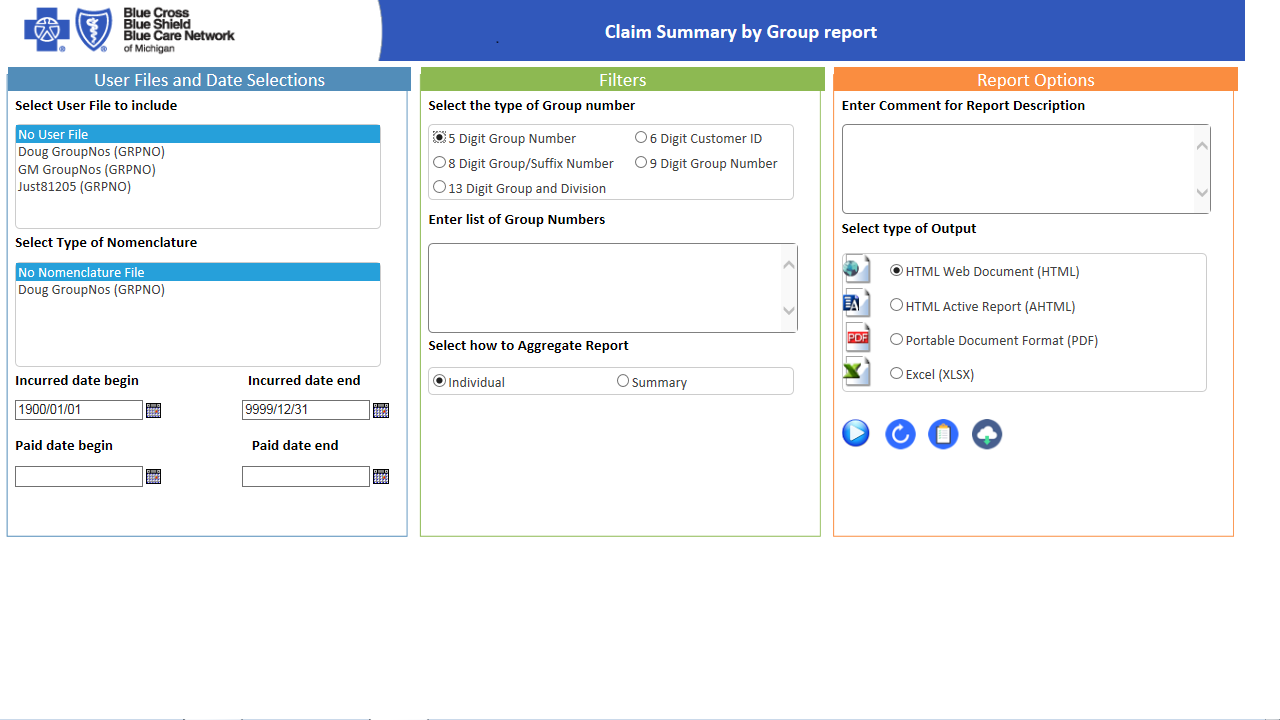 Blue Cross
Blue Shield
Blue Care Network
of Michigan
Claim Summary by Group report
User Files and Date Selections
Select User File to include
No User File
Doug GroupNos (GRPNO)
GM GroupNos (GRPNO)
Just81205 (GRPNO)
Select Type of Nomenclature
No Nomenclature File
Doug GroupNos (GRPNO)
Incurred date begin Incurred date end
1900/01/01 9999/12/31
Paid date begin Paid date end
Filters
Select the type of Group number
5 Digit Group Number 6 Digit Customer ID
8 Digit Group/Suffix Number 9 Digit Group Number
13 Digit Group and Division
Enter list of Group Numbers
Select how to Aggregate Report
Individual Summary
Report Options
Enter Comment for Report Description
Select type of Output
HTML Web Document (HTML)
HTML Active Report (AHTML)
PDF Portable Document Format (PDF)
Excel (XLSX)